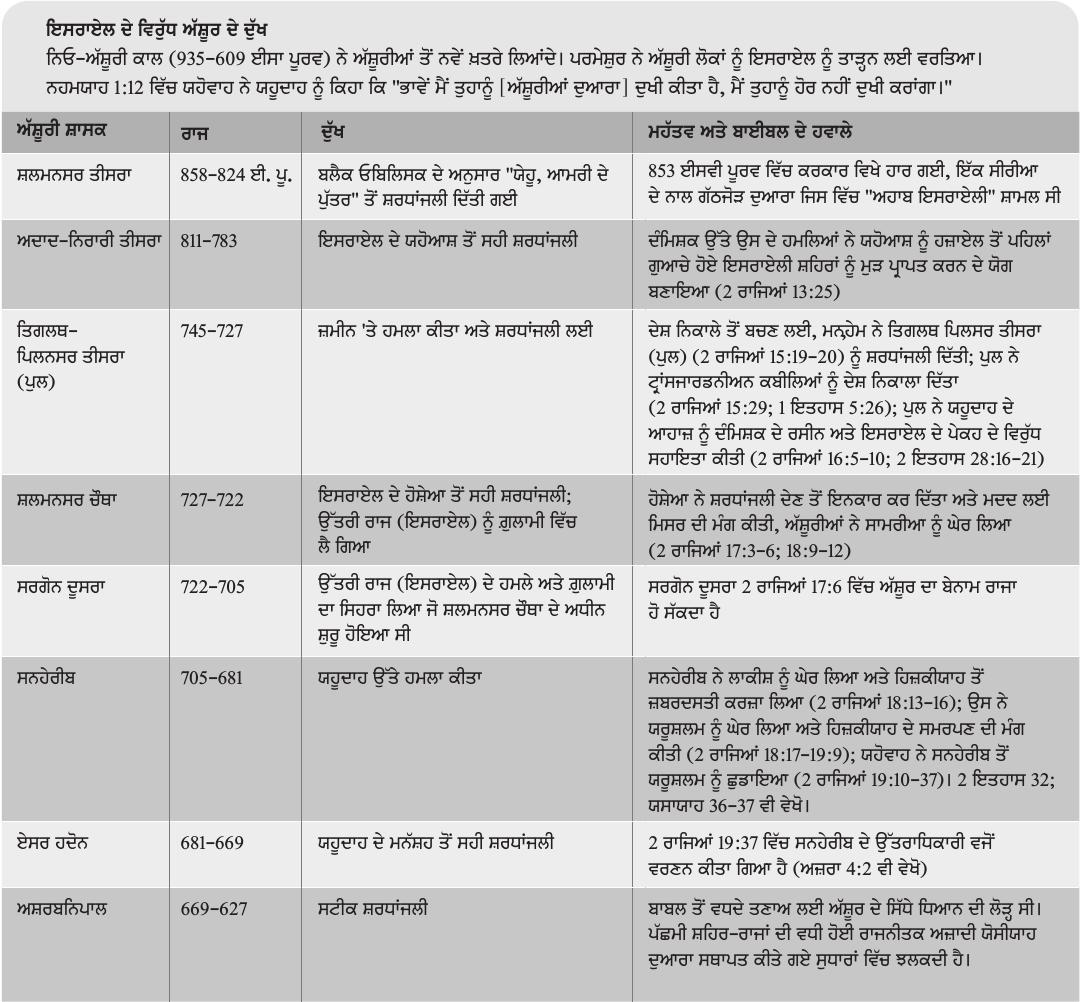 ਇਸਰਾਏਲ ਦੇ ਵਿਰੁੱਧ ਅੱਸ਼ੂਰ ਦੇ ਦੁੱਖ
ਨਿਓ-ਅੱਸ਼ੂਰੀ ਕਾਲ (935-609 ਈਸਾ ਪੂਰਵ) ਨੇ ਅੱਸ਼ੂਰੀਆਂ ਤੋਂ ਨਵੇਂ ਖ਼ਤਰੇ ਲਿਆਂਦੇ। ਪਰਮੇਸ਼ੁਰ ਨੇ ਅੱਸ਼ੂਰੀ ਲੋਕਾਂ ਨੂੰ ਇਸਰਾਏਲ ਨੂੰ ਤਾੜ੍ਹਨ ਲਈ ਵਰਤਿਆ।
ਨਹਮਯਾਹ 1:12 ਵਿੱਚ ਯਹੋਵਾਹ ਨੇ ਯਹੂਦਾਹ ਨੂੰ ਕਿਹਾ ਕਿ "ਭਾਵੇਂ ਮੈਂ ਤੁਹਾਨੂੰ [ਅੱਸ਼ੂਰੀਆਂ ਦੁਆਰਾ] ਦੁਖੀ ਕੀਤਾ ਹੈ, ਮੈਂ ਤੁਹਾਨੂੰ ਹੋਰ ਨਹੀਂ ਦੁਖੀ ਕਰਾਂਗਾ।"
ਅੱਸ਼ੂਰੀ ਸ਼ਾਸਕ
ਰਾਜ
ਦੁੱਖ
ਮਹੱਤਵ ਅਤੇ ਬਾਈਬਲ ਦੇ ਹਵਾਲੇ
ਸ਼ਲਮਨਸਰ ਤੀਸਰਾ
858-824 ਈ. ਪੂ.
ਬਲੈਕ ਓਬਿਲਿਸਕ ਦੇ ਅਨੁਸਾਰ "ਯੇਹੂ, ਆਮਰੀ ਦੇ
ਪੁੱਤਰ" ਤੋਂ ਸ਼ਰਧਾਂਜਲੀ ਦਿੱਤੀ ਗਈ
853 ਈਸਵੀ ਪੂਰਵ ਵਿੱਚ ਕਰਕਾਰ ਵਿਖੇ ਹਾਰ ਗਈ, ਇੱਕ ਸੀਰੀਆ
ਦੇ ਨਾਲ ਗੱਠਜੋੜ ਦੁਆਰਾ ਜਿਸ ਵਿੱਚ "ਅਹਾਬ ਇਸਰਾਏਲੀ" ਸ਼ਾਮਲ ਸੀ
ਅਦਾਦ-ਨਿਰਾਰੀ ਤੀਸਰਾ
811-783
ਇਸਰਾਏਲ ਦੇ ਯਹੋਆਸ਼ ਤੋਂ ਸਹੀ ਸ਼ਰਧਾਂਜਲੀ
ਦੰਮਿਸ਼ਕ ਉੱਤੇ ਉਸ ਦੇ ਹਮਲਿਆਂ ਨੇ ਯਹੋਆਸ਼ ਨੂੰ ਹਜ਼ਾਏਲ ਤੋਂ ਪਹਿਲਾਂ
ਗੁਆਚੇ ਹੋਏ ਇਸਰਾਏਲੀ ਸ਼ਹਿਰਾਂ ਨੂੰ ਮੁੜ ਪ੍ਰਾਪਤ ਕਰਨ ਦੇ ਯੋਗ
ਬਣਾਇਆ (2 ਰਾਜਿਆਂ 13:25)
ਤਿਗਲਥ-
ਪਿਲਨਸਰ ਤੀਸਰਾ
(ਪੁਲ)
745-727
ਜ਼ਮੀਨ 'ਤੇ ਹਮਲਾ ਕੀਤਾ ਅਤੇ ਸ਼ਰਧਾਂਜਲੀ ਲਈ
ਦੇਸ਼ ਨਿਕਾਲੇ ਤੋਂ ਬਚਣ ਲਈ, ਮਨ੍ਹੇਮ ਨੇ ਤਿਗਲਥ ਪਿਲਸਰ ਤੀਸਰਾ
(ਪੁਲ) (2 ਰਾਜਿਆਂ 15:19-20) ਨੂੰ ਸ਼ਰਧਾਂਜਲੀ ਦਿੱਤੀ; ਪੁਲ ਨੇ
ਟ੍ਰਾਂਸਜਾਰਡਨੀਅਨ ਕਬੀਲਿਆਂ ਨੂੰ ਦੇਸ਼ ਨਿਕਾਲਾ ਦਿੱਤਾ
(2 ਰਾਜਿਆਂ 15:29; 1 ਇਤਹਾਸ 5:26); ਪੁਲ ਨੇ ਯਹੂਦਾਹ ਦੇ
ਆਹਾਜ਼ ਨੂੰ ਦੰਮਿਸ਼ਕ ਦੇ ਰਸੀਨ ਅਤੇ ਇਸਰਾਏਲ ਦੇ ਪੇਕਹ ਦੇ ਵਿਰੁੱਧ
ਸਹਾਇਤਾ ਕੀਤੀ (2 ਰਾਜਿਆਂ 16:5-10; 2 ਇਤਹਾਸ 28:16-21)
ਸ਼ਲਮਨਸਰ ਚੌਥਾ
727-722
ਇਸਰਾਏਲ ਦੇ ਹੋਸ਼ੇਆ ਤੋਂ ਸਹੀ ਸ਼ਰਧਾਂਜਲੀ;
ਉੱਤਰੀ ਰਾਜ (ਇਸਰਾਏਲ) ਨੂੰ ਗ਼ੁਲਾਮੀ ਵਿੱਚ
ਲੈ ਗਿਆ
ਹੋਸ਼ੇਆ ਨੇ ਸ਼ਰਧਾਂਜਲੀ ਦੇਣ ਤੋਂ ਇਨਕਾਰ ਕਰ ਦਿੱਤਾ ਅਤੇ ਮਦਦ ਲਈ
ਮਿਸਰ ਦੀ ਮੰਗ ਕੀਤੀ, ਅੱਸ਼ੂਰੀਆਂ ਨੇ ਸਾਮਰੀਆ ਨੂੰ ਘੇਰ ਲਿਆ
(2 ਰਾਜਿਆਂ 17:3-6; 18:9-12)
ਸਰਗੋਨ ਦੂਸਰਾ
722-705
ਉੱਤਰੀ ਰਾਜ (ਇਸਰਾਏਲ) ਦੇ ਹਮਲੇ ਅਤੇ ਗ਼ੁਲਾਮੀ
ਦਾ ਸਿਹਰਾ ਲਿਆ ਜੋ ਸ਼ਲਮਨਸਰ ਚੌਥਾ ਦੇ ਅਧੀਨ
ਸ਼ੁਰੂ ਹੋਇਆ ਸੀ
ਸਰਗੋਨ ਦੂਸਰਾ 2 ਰਾਜਿਆਂ 17:6 ਵਿੱਚ ਅੱਸ਼ੂਰ ਦਾ ਬੇਨਾਮ ਰਾਜਾ
ਹੋ ਸੱਕਦਾ ਹੈ
ਸਨਹੇਰੀਬ
705-681
ਯਹੂਦਾਹ ਉੱਤੇ ਹਮਲਾ ਕੀਤਾ
ਸਨਹੇਰੀਬ ਨੇ ਲਾਕੀਸ਼ ਨੂੰ ਘੇਰ ਲਿਆ ਅਤੇ ਹਿਜ਼ਕੀਯਾਹ ਤੋਂ
ਜ਼ਬਰਦਸਤੀ ਕਰਜ਼ਾ ਲਿਆ (2 ਰਾਜਿਆਂ 18:13-16); ਉਸ ਨੇ
ਯਰੂਸ਼ਲਮ ਨੂੰ ਘੇਰ ਲਿਆ ਅਤੇ ਹਿਜ਼ਕੀਯਾਹ ਦੇ ਸਮਰਪਣ ਦੀ ਮੰਗ
ਕੀਤੀ (2 ਰਾਜਿਆਂ 18:17-19:9); ਯਹੋਵਾਹ ਨੇ ਸਨਹੇਰੀਬ ਤੋਂ
ਯਰੂਸ਼ਲਮ ਨੂੰ ਛੁਡਾਇਆ (2 ਰਾਜਿਆਂ 19:10-37)। 2 ਇਤਹਾਸ 32;
ਯਸਾਯਾਹ 36-37 ਵੀ ਵੇਖੋ।
ਏਸਰ ਹਦੋਨ
681-669
ਯਹੂਦਾਹ ਦੇ ਮਨੱਸ਼ਹ ਤੋਂ ਸਹੀ ਸ਼ਰਧਾਂਜਲੀ
2 ਰਾਜਿਆਂ 19:37 ਵਿੱਚ ਸਨਹੇਰੀਬ ਦੇ ਉੱਤਰਾਧਿਕਾਰੀ ਵਜੋਂ
ਵਰਣਨ ਕੀਤਾ ਗਿਆ ਹੈ (ਅਜ਼ਰਾ 4:2 ਵੀ ਵੇਖੋ)
ਅਸ਼ਰਬਨਿਪਾਲ
669-627
ਸਟੀਕ ਸ਼ਰਧਾਂਜਲੀ
ਬਾਬਲ ਤੋਂ ਵਧਦੇ ਤਣਾਅ ਲਈ ਅੱਸ਼ੂਰ ਦੇ ਸਿੱਧੇ ਧਿਆਨ ਦੀ ਲੋੜ੍ਹ ਸੀ।
ਪੱਛਮੀ ਸ਼ਹਿਰ-ਰਾਜਾਂ ਦੀ ਵਧੀ ਹੋਈ ਰਾਜਨੀਤਕ ਅਜ਼ਾਦੀ ਯੋਸੀਯਾਹ
ਦੁਆਰਾ ਸਥਾਪਤ ਕੀਤੇ ਗਏ ਸੁਧਾਰਾਂ ਵਿੱਚ ਝਲਕਦੀ ਹੈ।